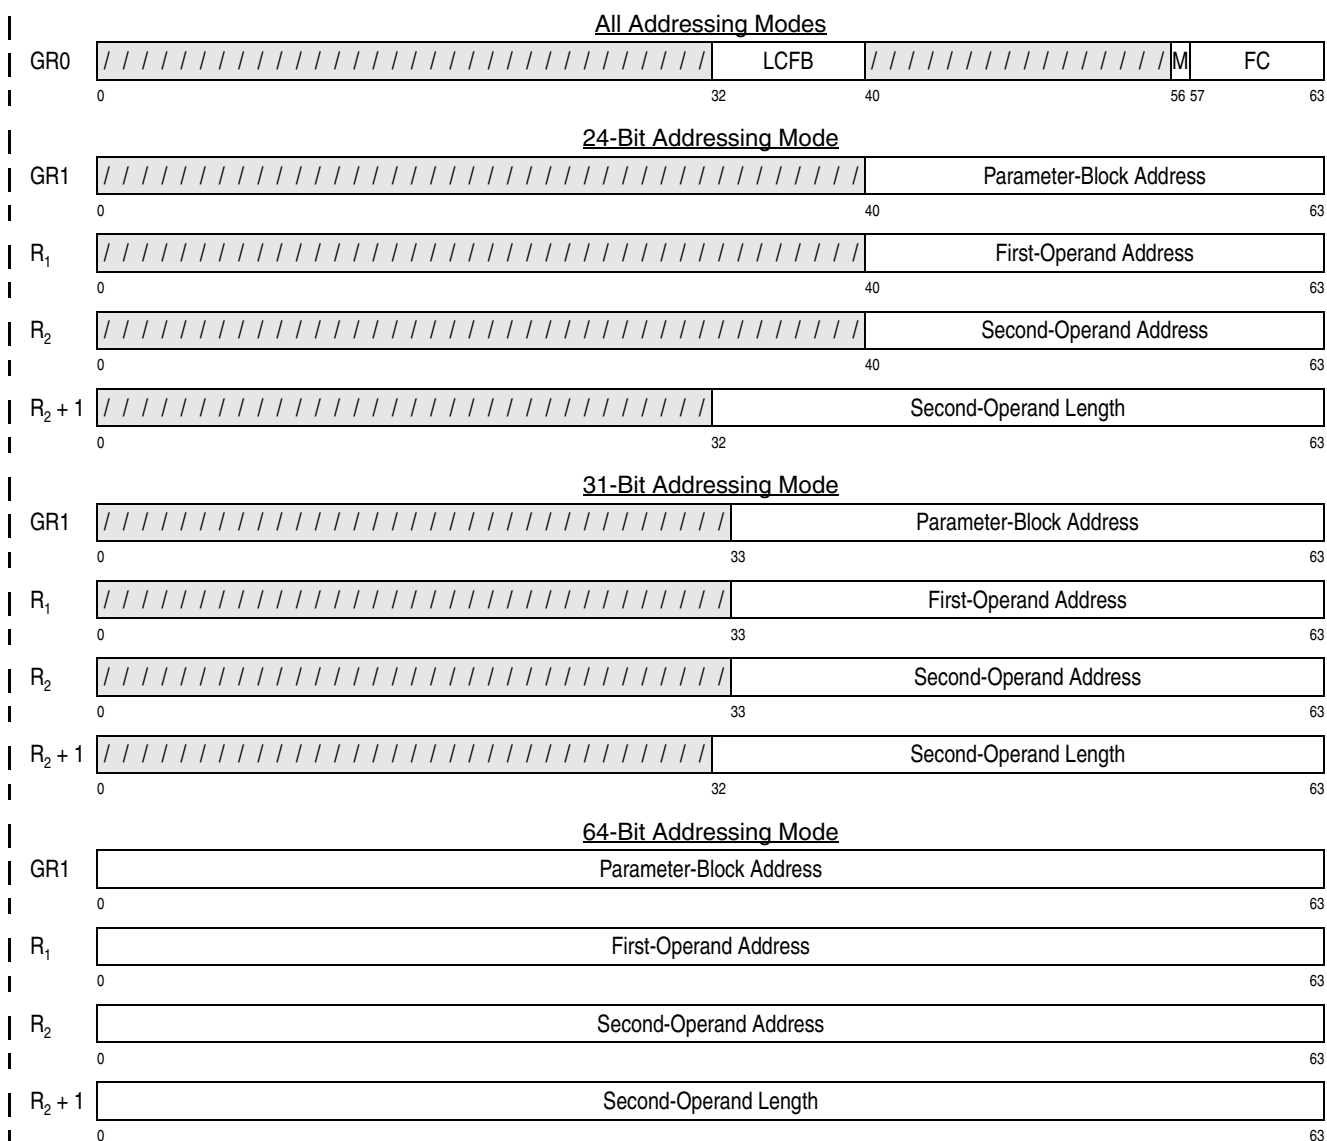 All Addressing Modes
GR0 / / / / / / / / / / / / / / / / / / / / / / / / / / / / / / / / LCFB / / / / / / / / / / / / / / / / M FC
0 32 40 56 57 63
24-Bit Addressing Mode
GR1 / / / / / / / / / / / / / / / / / / / / / / / / / / / / / / / / / / / / / / / / Parameter-Block Address
0 40 63
R₁ / / / / / / / / / / / / / / / / / / / / / / / / / / / / / / / / / / / / / / / / First-Operand Address
0 40 63
R₂ / / / / / / / / / / / / / / / / / / / / / / / / / / / / / / / / / / / / / / / / Second-Operand Address
0 40 63
R₂ + 1 / / / / / / / / / / / / / / / / / / / / / / / / / / / / / / / / Second-Operand Length
0 32 63
31-Bit Addressing Mode
GR1 / / / / / / / / / / / / / / / / / / / / / / / / / / / / / / / / / Parameter-Block Address
0 33 63
R₁ / / / / / / / / / / / / / / / / / / / / / / / / / / / / / / / / / First-Operand Address
0 33 63
R₂ / / / / / / / / / / / / / / / / / / / / / / / / / / / / / / / / / Second-Operand Address
0 33 63
R₂ + 1 / / / / / / / / / / / / / / / / / / / / / / / / / / / / / / / / Second-Operand Length
0 32 63
64-Bit Addressing Mode
GR1 Parameter-Block Address
0 63
R₁ First-Operand Address
0 63
R₂ Second-Operand Address
0 63
R₂ + 1 Second-Operand Length
0 63